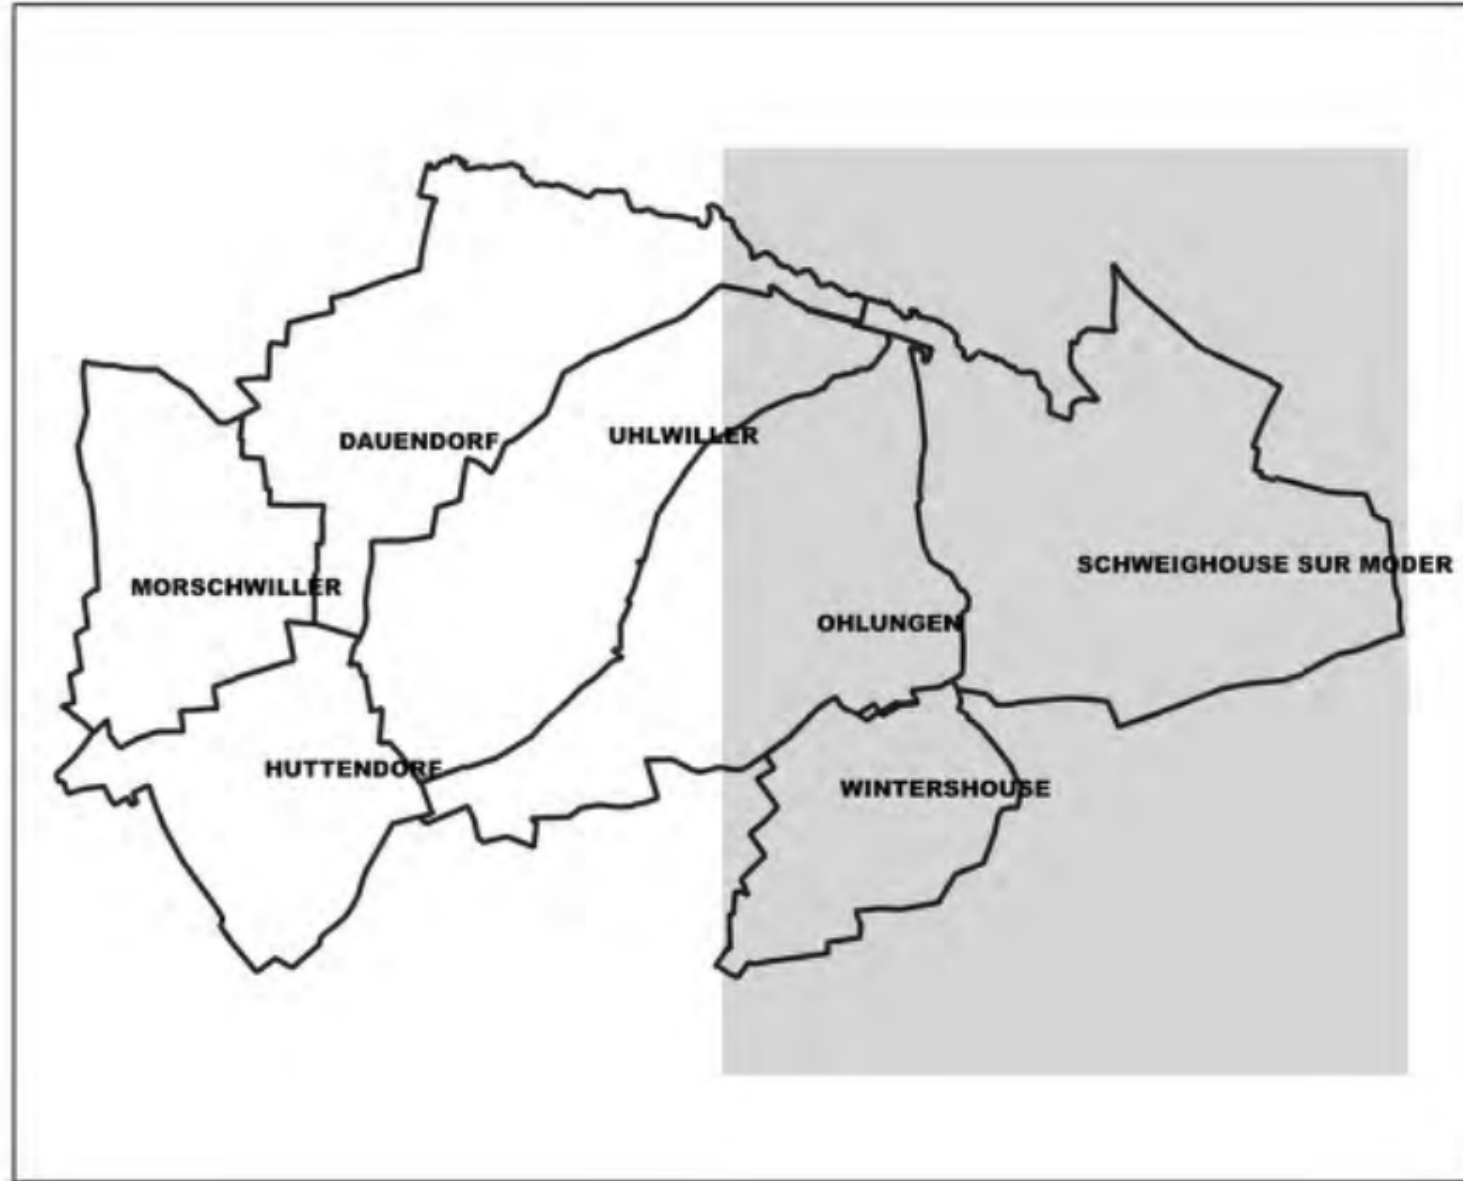 DAUENDORF
UHLWILLER
MORSCHWILLER
SCHWEIGHOUSE SUR MODER
OHLUNGEN
HUTTENDORF
WINTERSHOUSE